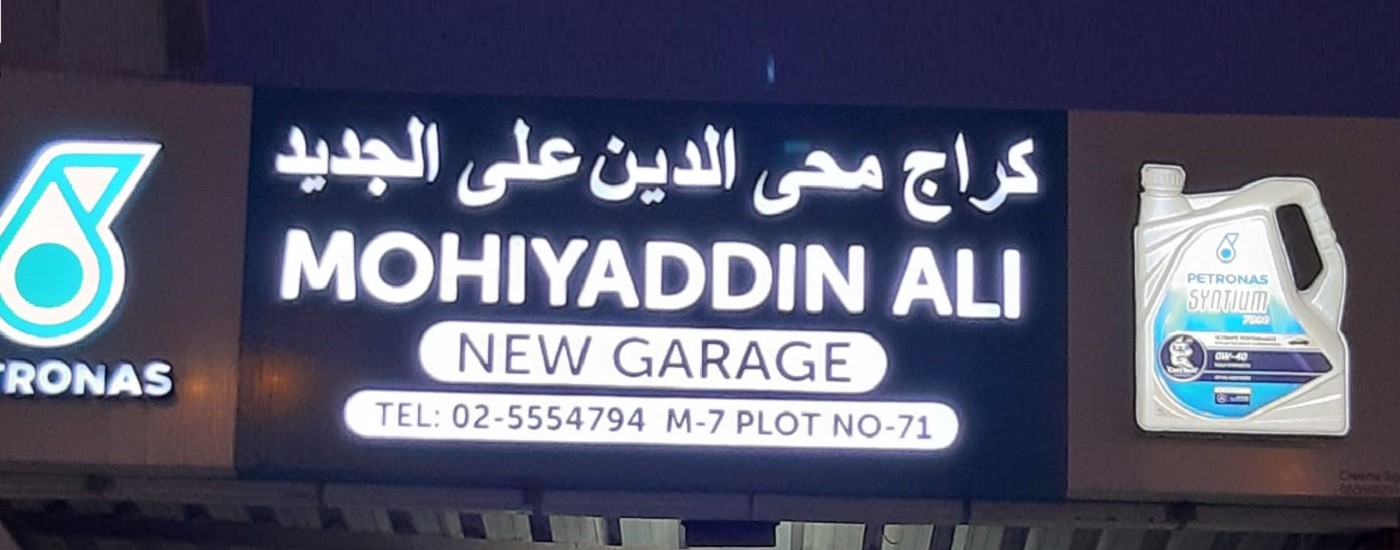 كراج محى الدين على الجديد
MOHIYADDIN ALI
NEW GARAGE
TEL: 02-5554794 M-7 PLOT NO-71
TRONAS
PETRONAS
SYNTIUM
7000
0W-40